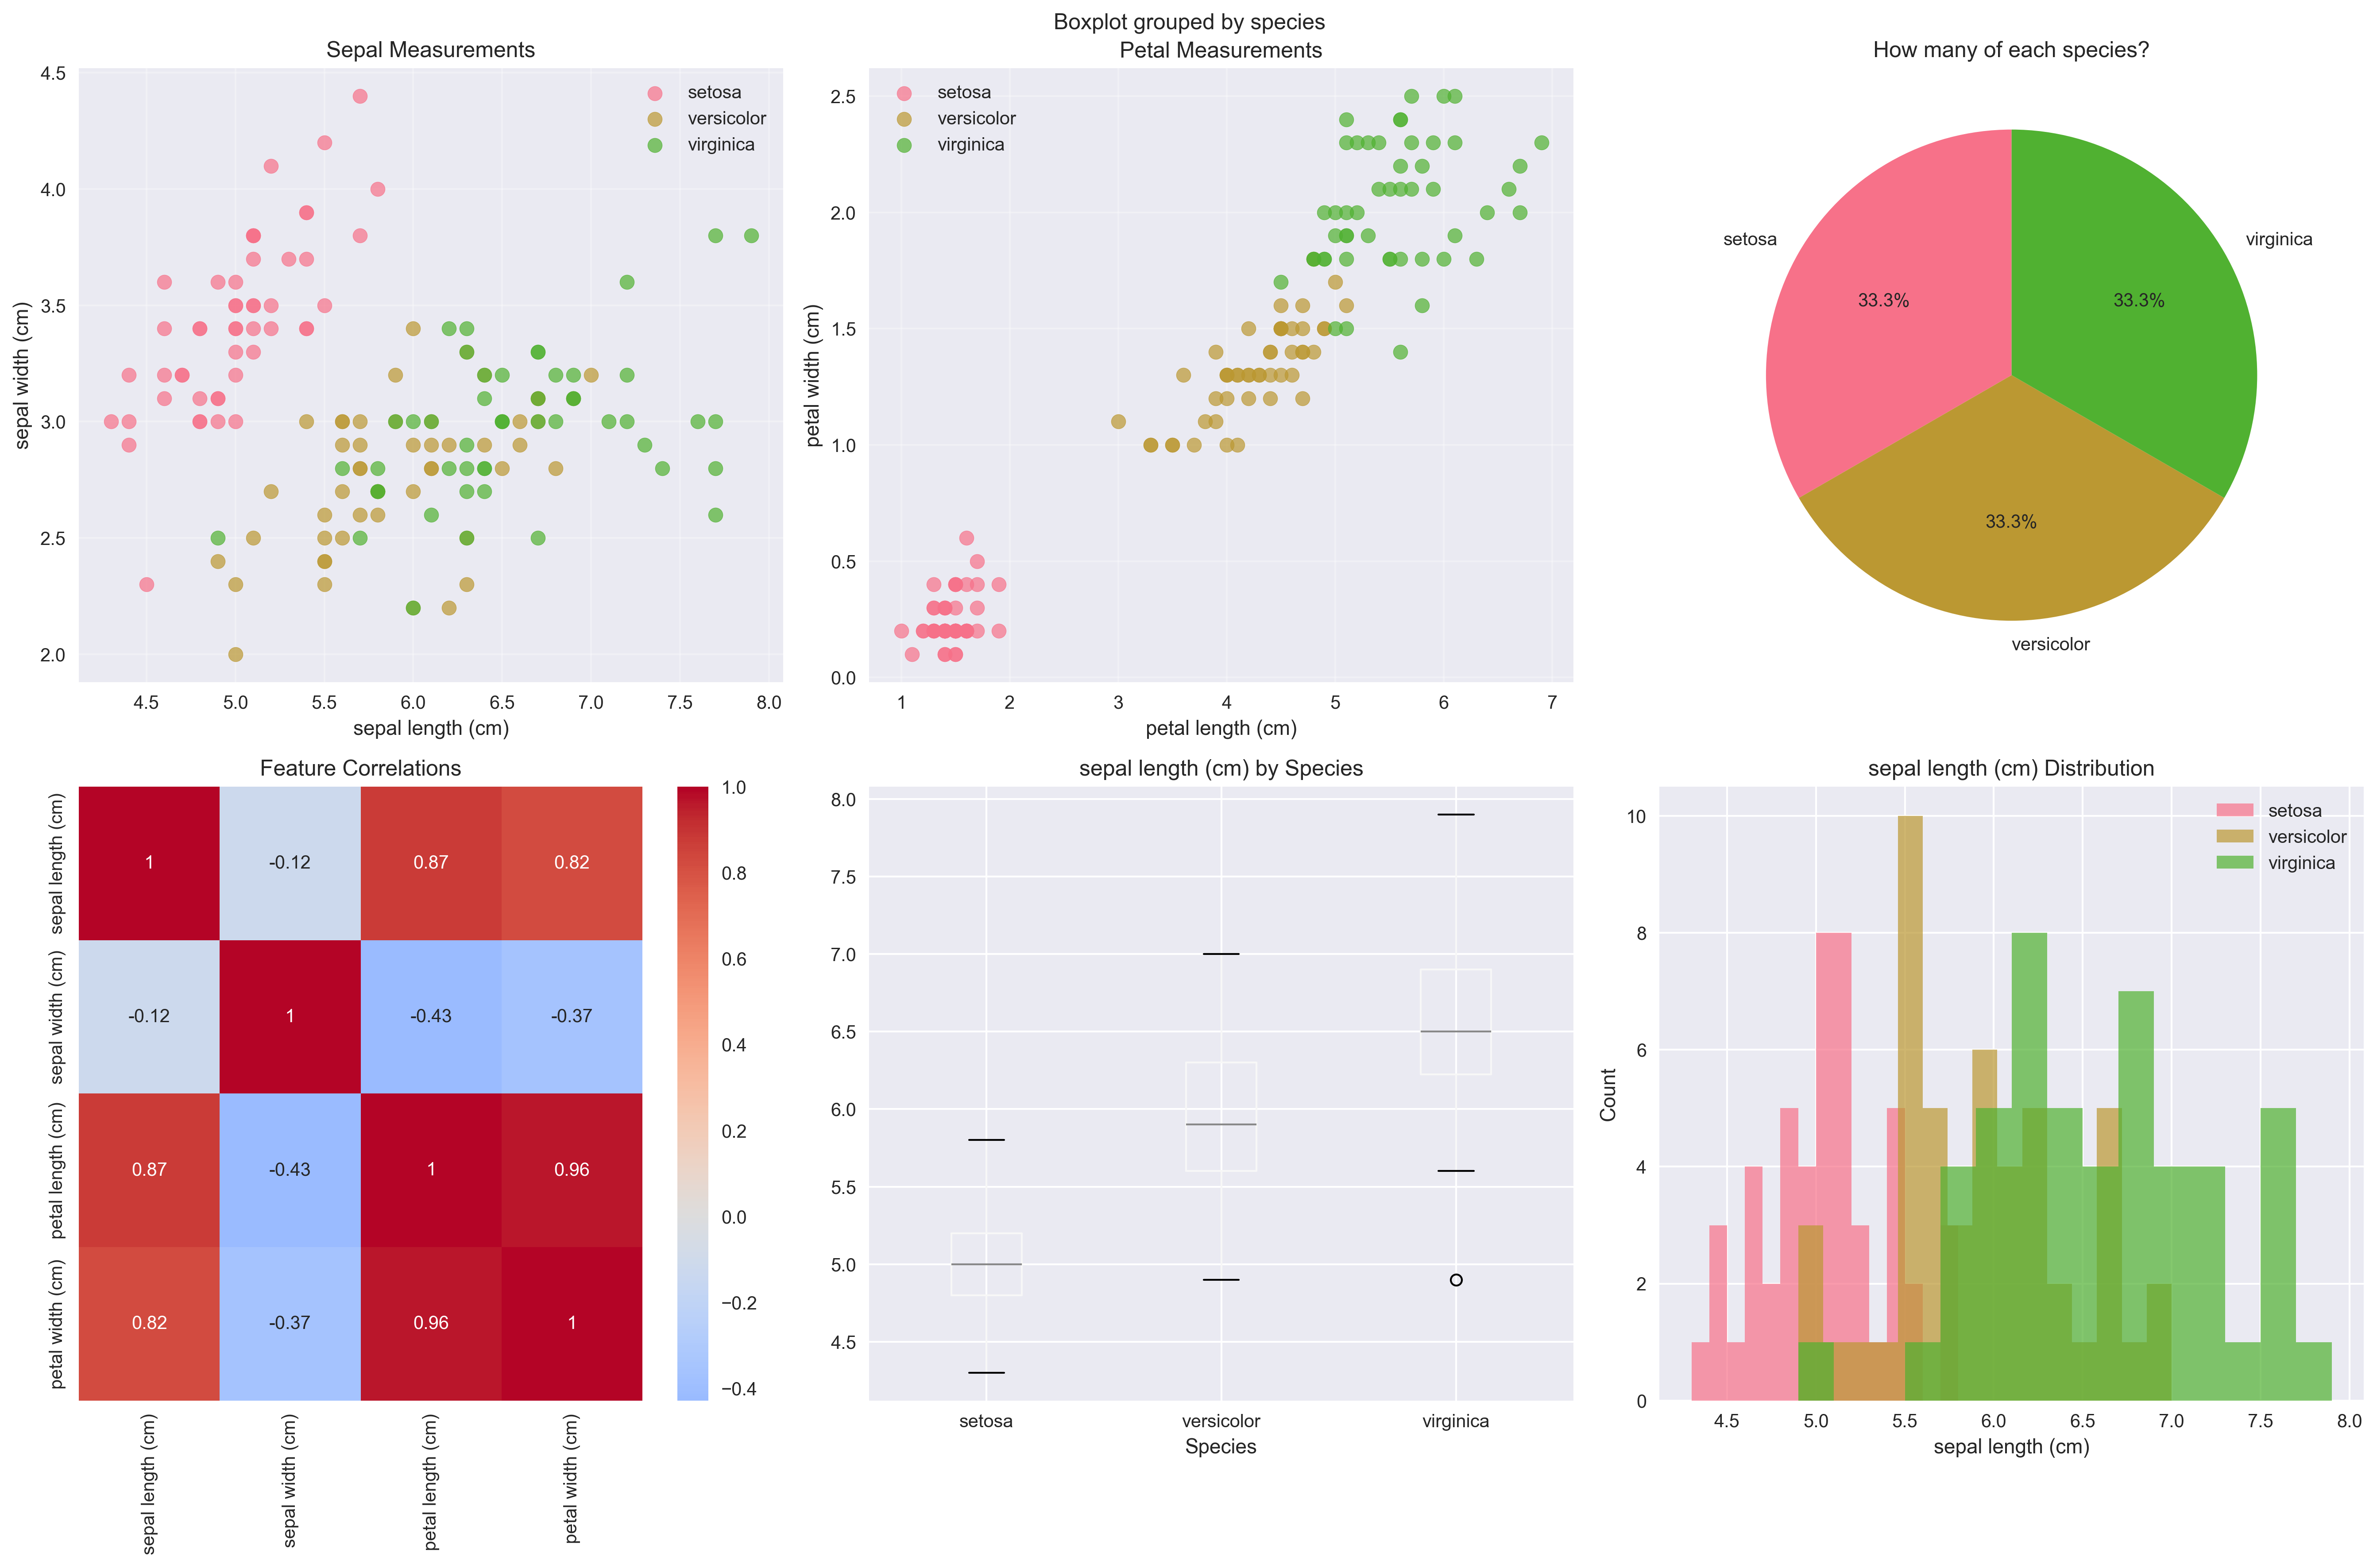 Boxplot grouped by species
Sepal Measurements
4.5
4.0
3.5
3.0
2.5
2.0
sepal width (cm)
setosa
versicolor
virginica
4.5 5.0 5.5 6.0 6.5 7.0 7.5 8.0
sepal length (cm)
Petal Measurements
2.5
2.0
1.5
1.0
0.5
0.0
petal width (cm)
setosa
versicolor
virginica
1 2 3 4 5 6 7
petal length (cm)
How many of each species?
setosa
virginica
33.3%
33.3%
33.3%
versicolor
Feature Correlations
sepal length (cm)
sepal width (cm)
petal length (cm)
petal width (cm)
1 -0.12 0.87 0.82
-0.12 1 -0.43 -0.37
0.87 -0.43 1 0.96
0.82 -0.37 0.96 1
sepal length (cm)
sepal width (cm)
petal length (cm)
petal width (cm)
1.0
0.8
0.6
0.4
0.2
0.0
−0.2
−0.4
sepal length (cm) by Species
8.0
7.5
7.0
6.5
6.0
5.5
5.0
4.5
setosa versicolor virginica
Species
sepal length (cm) Distribution
10
8
6
4
2
0
Count
setosa
versicolor
virginica
4.5 5.0 5.5 6.0 6.5 7.0 7.5 8.0
sepal length (cm)